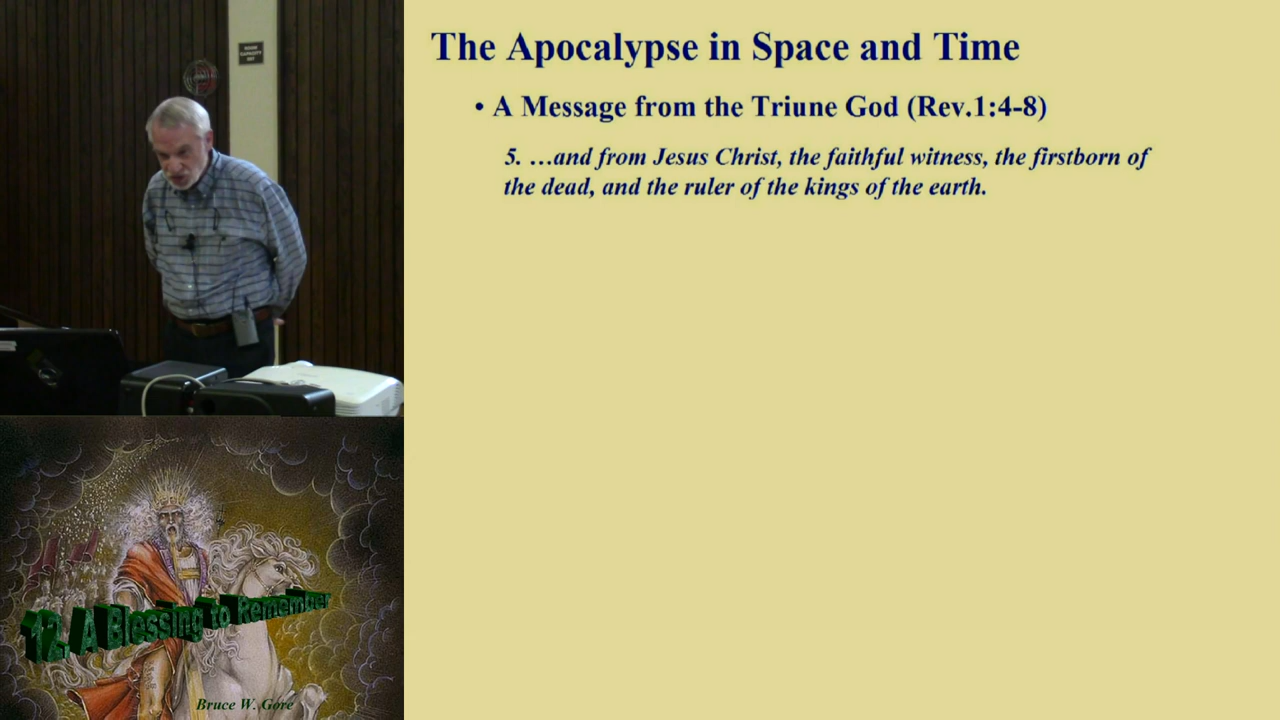 The Apocalypse in Space and Time
• A Message from the Triune God (Rev.1:4-8)
5. …and from Jesus Christ, the faithful witness, the firstborn of
the dead, and the ruler of the kings of the earth.
12. A Blessing to Remember
Bruce W. Gore